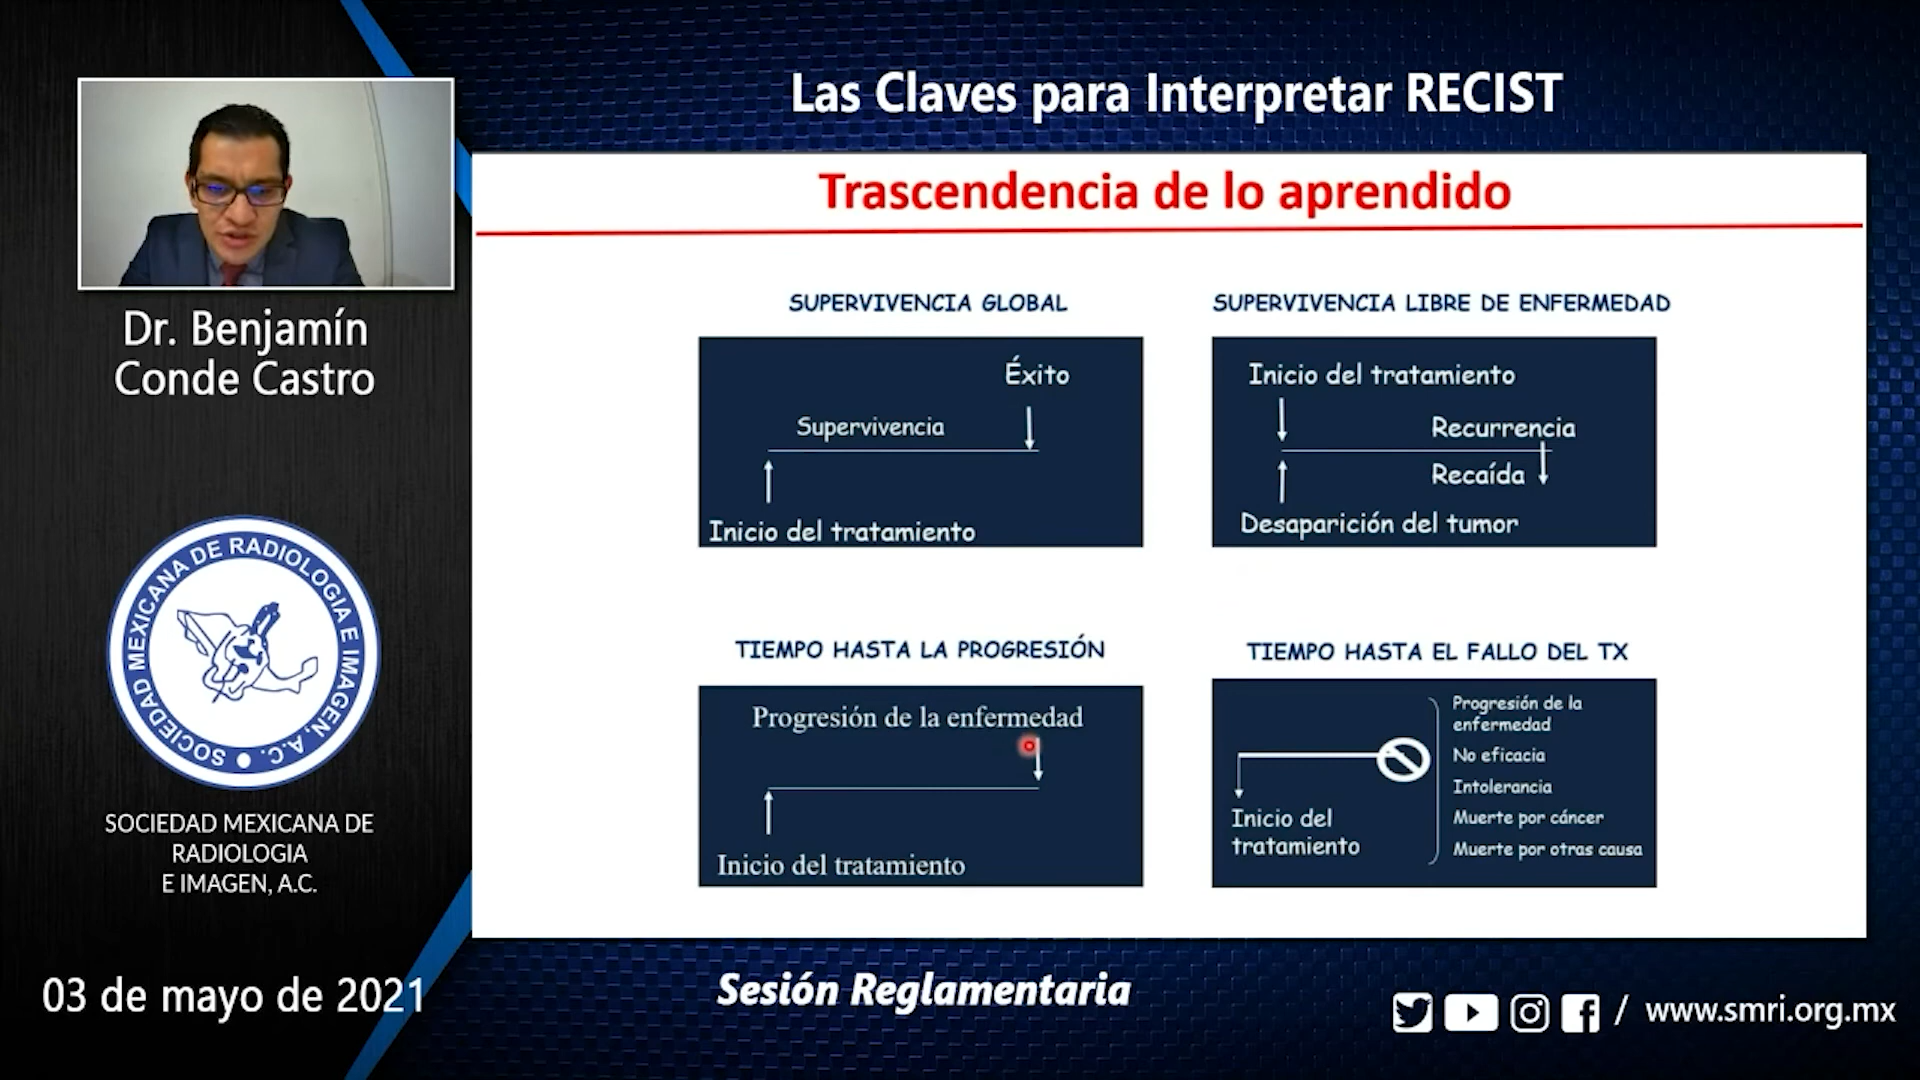 Las Claves para Interpretar RECIST
Dr. Benjamín
Conde Castro
SOCIEDAD MEXICANA DE RADIOLOGIA E IMAGEN, A.C.
SOCIEDAD MEXICANA DE
RADIOLOGIA
E IMAGEN, A.C.
03 de mayo de 2021
Trascendencia de lo aprendido
SUPERVIVENCIA GLOBAL
Éxito
Supervivencia
Inicio del tratamiento
SUPERVIVENCIA LIBRE DE ENFERMEDAD
Inicio del tratamiento
Recurrencia
Recaída
Desaparición del tumor
TIEMPO HASTA LA PROGRESIÓN
Progresión de la enfermedad
Inicio del tratamiento
TIEMPO HASTA EL FALLO DEL TX
Progresión de la
enfermedad
No eficacia
Intolerancia
Muerte por cáncer
Muerte por otras causa
Inicio del
tratamiento
Sesión Reglamentaria
/ www.smri.org.mx